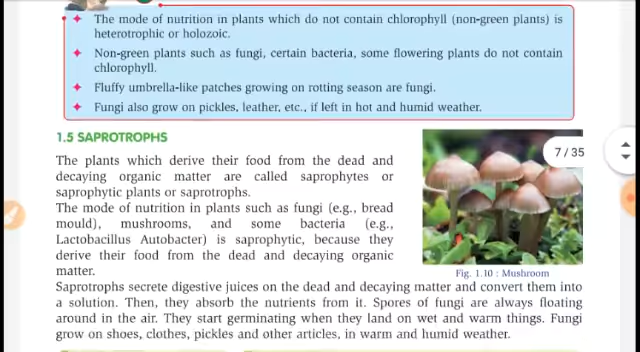 The mode of nutrition in plants which do not contain chlorophyll (non-green plants) is
heterotrophic or holozoic.
Non-green plants such as fungi, certain bacteria, some flowering plants do not contain
chlorophyll.
Fluffy umbrella-like patches growing on rotting season are fungi.
Fungi also grow on pickles, leather, etc., if left in hot and humid weather.
1.5 SAPROTROPHS
The plants which derive their food from the dead and
decaying organic matter are called saprophytes or
saprophytic plants or saprotrophs.
The mode of nutrition in plants such as fungi (e.g., bread
mould), mushrooms, and some bacteria (e.g.,
Lactobacillus Autobacter) is saprophytic, because they
derive their food from the dead and decaying organic
matter.
7 / 35
Fig. 1.10 : Mushroom
Saprotrophs secrete digestive juices on the dead and decaying matter and convert them into
a solution. Then, they absorb the nutrients from it. Spores of fungi are always floating
around in the air. They start germinating when they land on wet and warm things. Fungi
grow on shoes, clothes, pickles and other articles, in warm and humid weather.